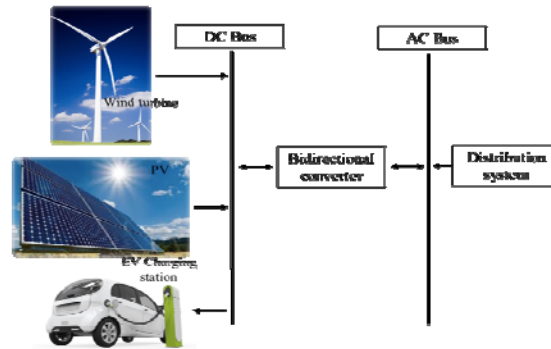 DC Bus
AC Bus
Wind turbine
Bidirectional
converter
Distribution
system
PV
EV Charging
station